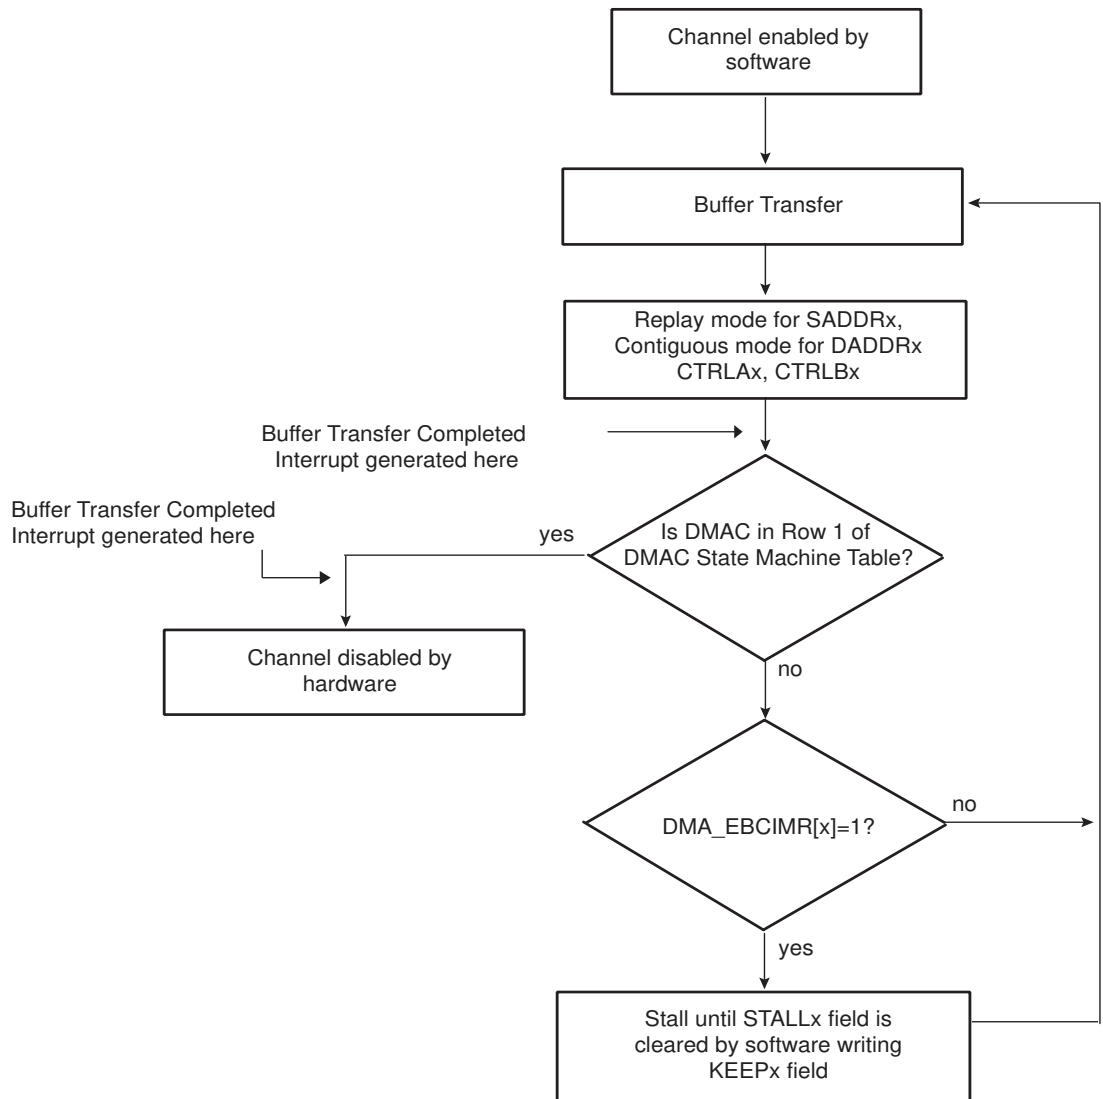 Channel enabled by
software
Buffer Transfer
Replay mode for SADDRx,
Contiguous mode for DADDRx
CTRLAx, CTRLBx
Buffer Transfer Completed
Interrupt generated here
Buffer Transfer Completed
Interrupt generated here
yes
Is DMAC in Row 1 of
DMAC State Machine Table?
Channel disabled by
hardware
no
no
DMA_EBCIMR[x]=1?
yes
Stall until STALLx field is
cleared by software writing
KEEPx field